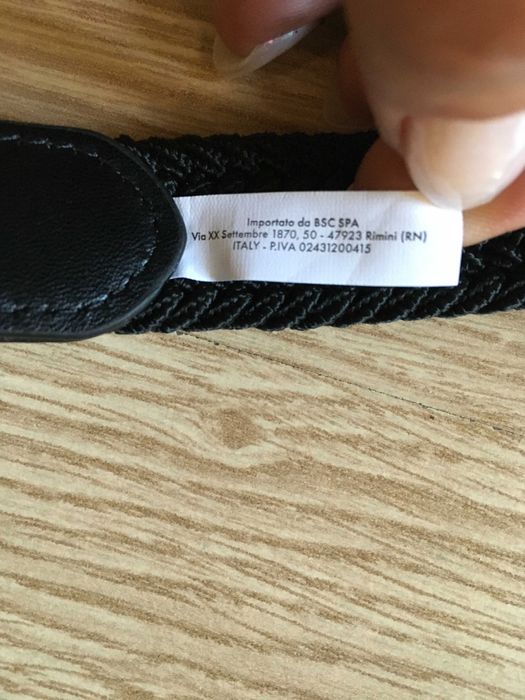 Importato da BSC SPA
Via XX Settembre 1870, 50 - 47923 Rimini (RN)
ITALY - P.IVA 02431200415